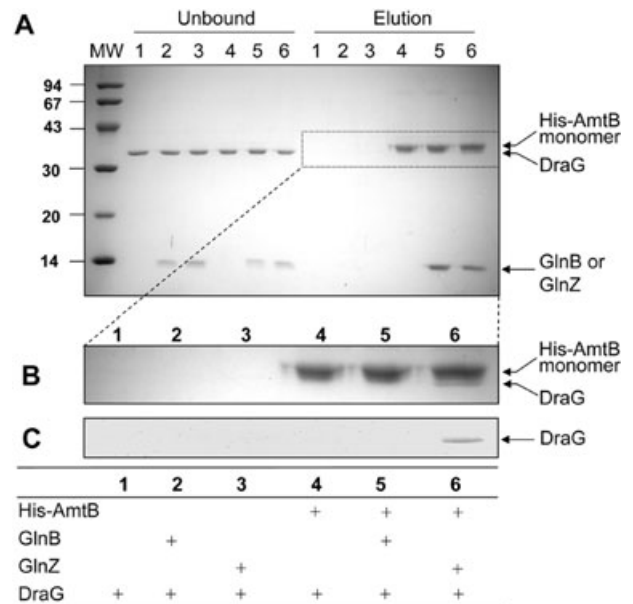 A
Unbound
Elution
MW 1 2 3 4 5 6 1 2 3 4 5 6
94
67
43
30
20
14
His-AmtB
monomer
DraG
GlnB or
GlnZ
B
1 2 3 4 5 6
His-AmtB
monomer
DraG
C
DraG
1 2 3 4 5 6
His-AmtB + + +
GlnB + +
GlnZ + +
DraG + + + + + +